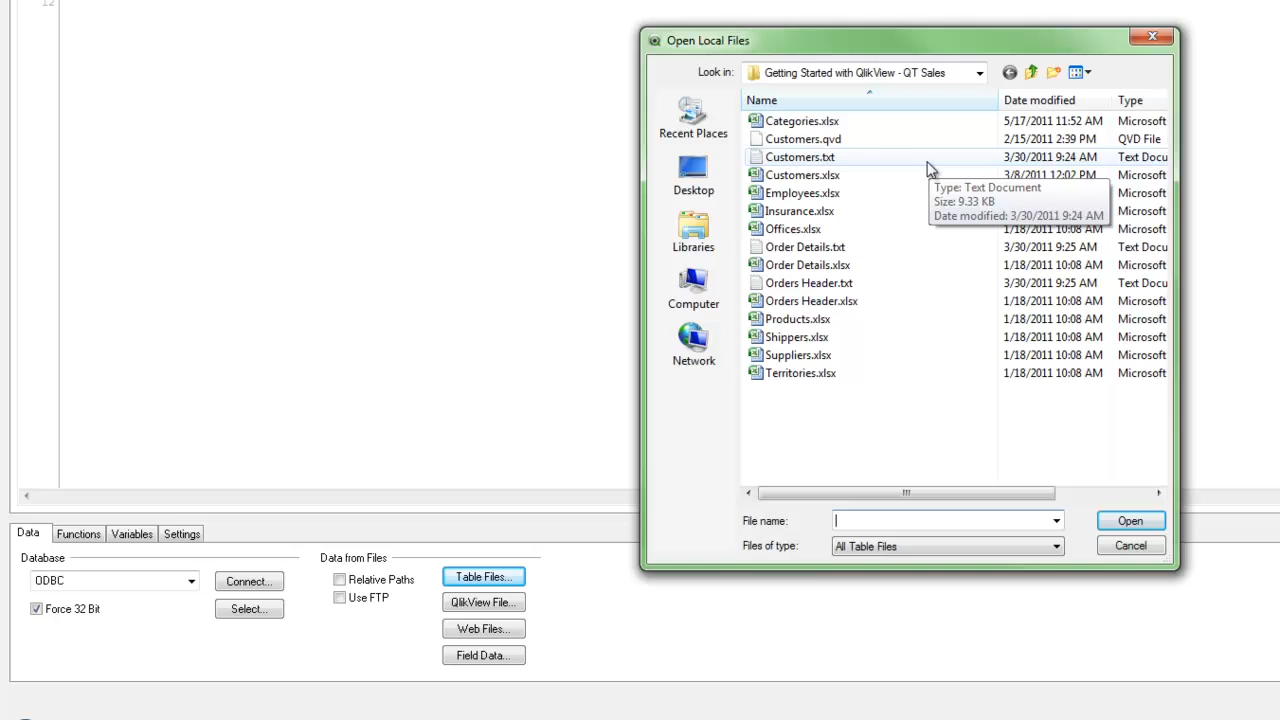 12
Open Local Files
Look in: Getting Started with QlikView - QT Sales
Name Date modified Type
Recent Places
Desktop
Libraries
Computer
Network
Categories.xlsx 5/17/2011 11:52 AM Microsoft
Customers.qvd 2/15/2011 2:39 PM QVD File
Customers.txt 3/30/2011 9:24 AM Text Docu
Customers.xlsx 3/8/2011 12:02 PM Microsoft
Employees.xlsx Microsoft
Insurance.xlsx Microsoft
Offices.xlsx 1/18/2011 10:08 AM Microsoft
Order Details.txt 3/30/2011 9:25 AM Text Docu
Order Details.xlsx 1/18/2011 10:08 AM Microsoft
Orders Header.txt 3/30/2011 9:25 AM Text Docu
Orders Header.xlsx 1/18/2011 10:08 AM Microsoft
Products.xlsx 1/18/2011 10:08 AM Microsoft
Shippers.xlsx 1/18/2011 10:08 AM Microsoft
Suppliers.xlsx 1/18/2011 10:08 AM Microsoft
Territories.xlsx 1/18/2011 10:08 AM Microsoft
Type: Text Document
Size: 9.33 KB
Date modified: 3/30/2011 9:24 AM
File name: Open
Files of type: All Table Files Cancel
Data Functions Variables Settings
Database
ODBC Connect...
Force 32 Bit Select...
Data from Files
Relative Paths Table Files...
Use FTP QlikView File...
Web Files...
Field Data...